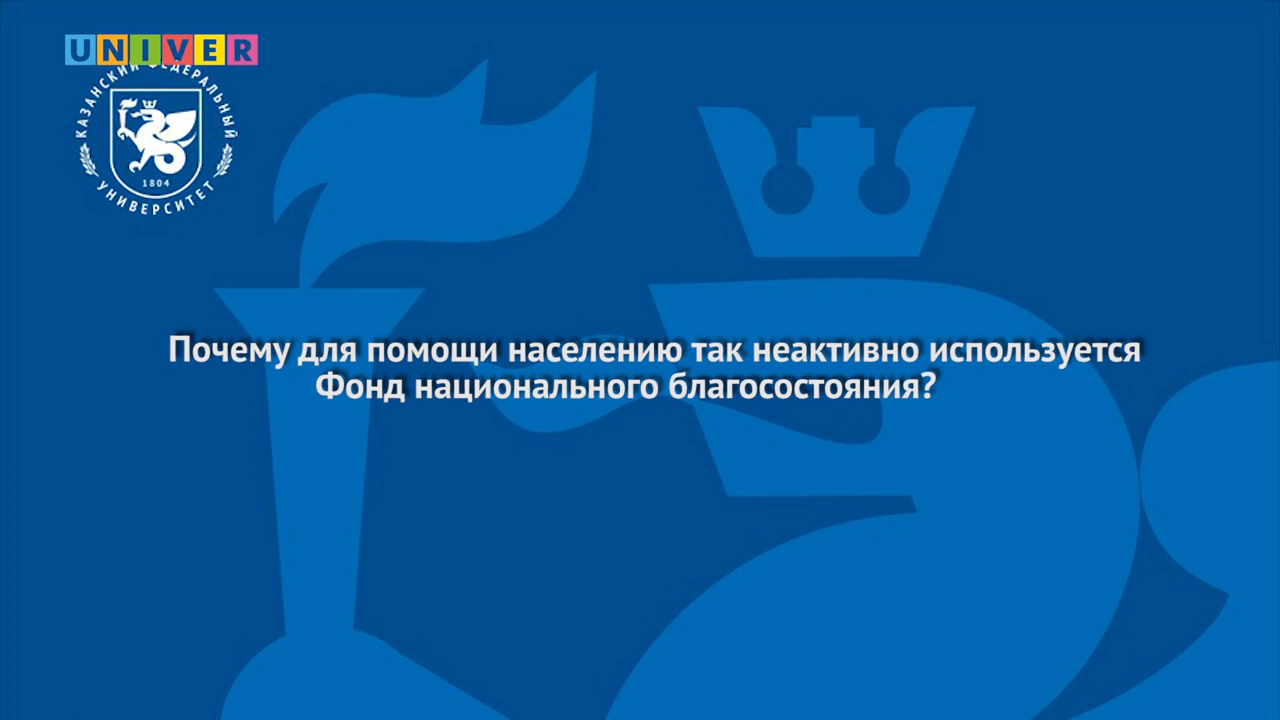 UNIVER
КАЗАНСКИЙ ФЕДЕРАЛЬНЫЙ
1804
УНИВЕРСИТЕТ
Почему для помощи населению так неактивно используется
Фонд национального благосостояния?